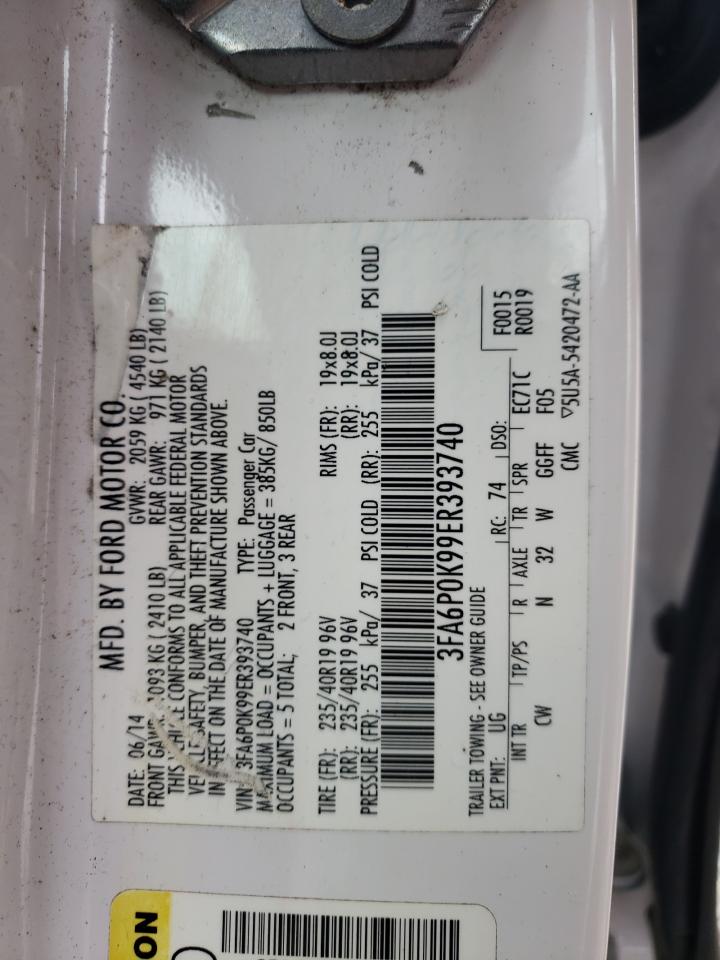 MFD. BY FORD MOTOR CO.
DATE: 06/14 GVWR: 2059 KG ( 4540 LB)
FRONT GAWR: 1093 KG ( 2410 LB) REAR GAWR: 971 KG ( 2140 LB)
THIS VEHICLE CONFORMS TO ALL APPLICABLE FEDERAL MOTOR
VEHICLE SAFETY, BUMPER, AND THEFT PREVENTION STANDARDS
IN EFFECT ON THE DATE OF MANUFACTURE SHOWN ABOVE.
VIN: 3FA6P0K99ER393740 TYPE: Passenger Car
MAXIMUM LOAD = OCCUPANTS + LUGGAGE = 385KG/ 850LB
OCCUPANTS = 5 TOTAL; 2 FRONT, 3 REAR
TIRE (FR): 235/40R19 96V RIMS (FR): 19x8.0J
(RR): 235/40R19 96V (RR): 19x8.0J
PRESSURE (FR): 255 kPa/ 37 PSI COLD (RR): 255 kPa/ 37 PSI COLD
3FA6P0K99ER393740
TRAILER TOWING - SEE OWNER GUIDE F0015
EXT PNT: UG RC: 74 DSO: R0019
INT TR TP/PS R AXLE TR SPR EC71C
CW N 32 W GGFF F05
CMC ▽5U5A-5420472-AA
ON